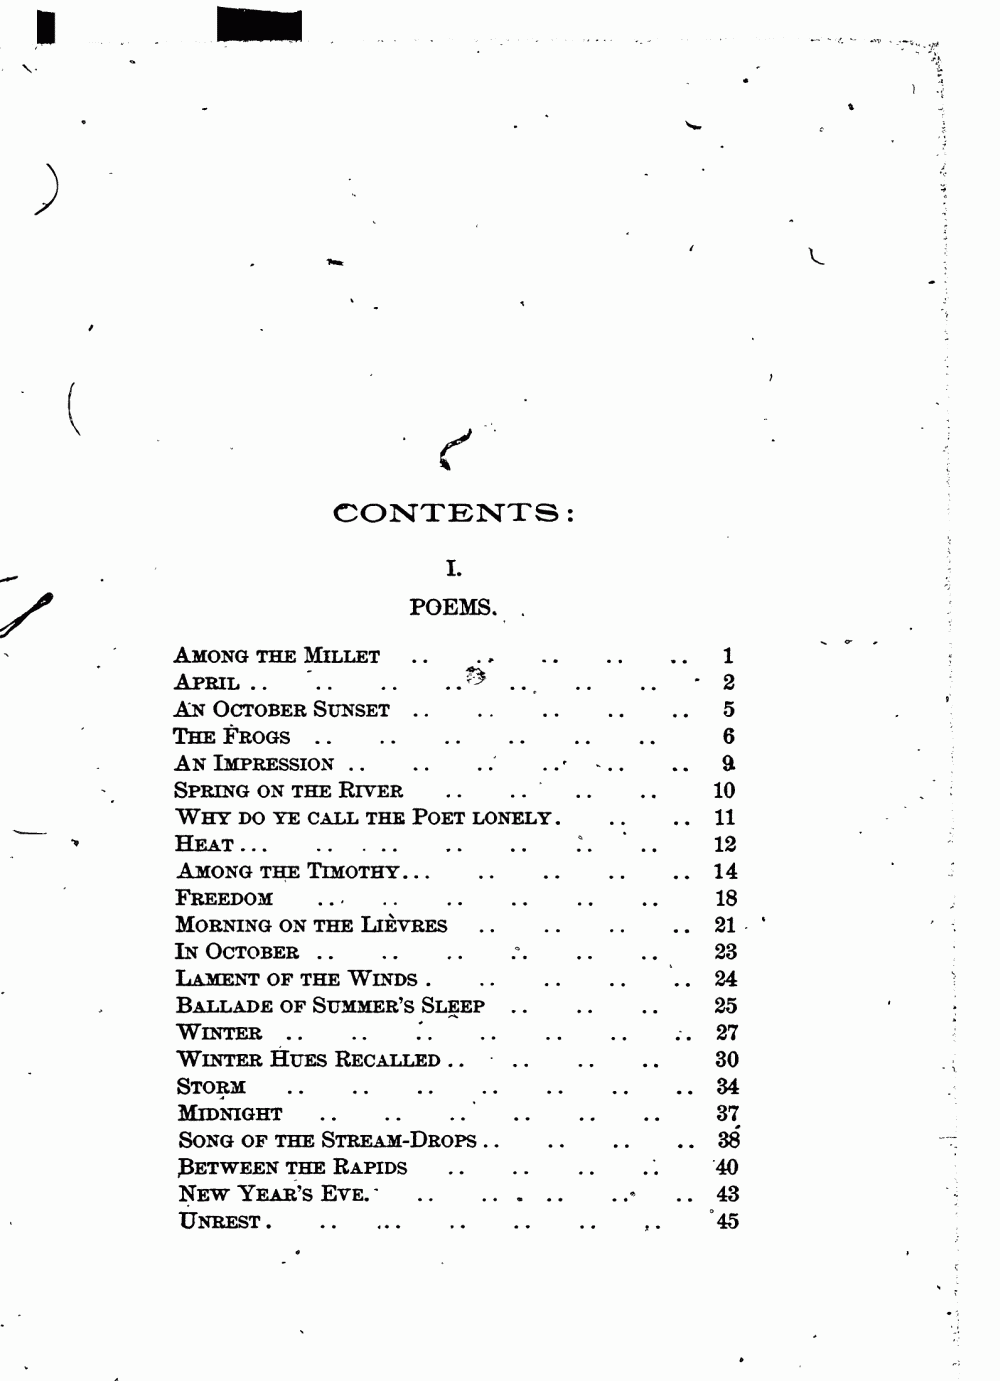 CONTENTS:
I.
POEMS.
AMONG THE MILLET .. .. .. .. .. 1
APRIL .. .. .. .. .. .. .. 2
AN OCTOBER SUNSET .. .. .. .. .. 5
THE FROGS .. .. .. .. .. .. 6
AN IMPRESSION .. .. .. .. .. .. 9
SPRING ON THE RIVER .. .. .. .. 10
WHY DO YE CALL THE POET LONELY. .. .. 11
HEAT ... .. .. .. .. .. .. 12
AMONG THE TIMOTHY... .. .. .. .. 14
FREEDOM .. .. .. .. .. .. 18
MORNING ON THE LIÈVRES .. .. .. .. 21
IN OCTOBER .. .. .. .. .. .. 23
LAMENT OF THE WINDS . .. .. .. .. 24
BALLADE OF SUMMER'S SLEEP .. .. .. 25
WINTER .. .. .. .. .. .. .. 27
WINTER HUES RECALLED .. .. .. .. 30
STORM .. .. .. .. .. .. .. 34
MIDNIGHT .. .. .. .. .. .. 37
SONG OF THE STREAM-DROPS .. .. .. .. 38
BETWEEN THE RAPIDS .. .. .. .. 40
NEW YEAR'S EVE. .. .. .. .. .. 43
UNREST . .. ... .. .. .. .. 45